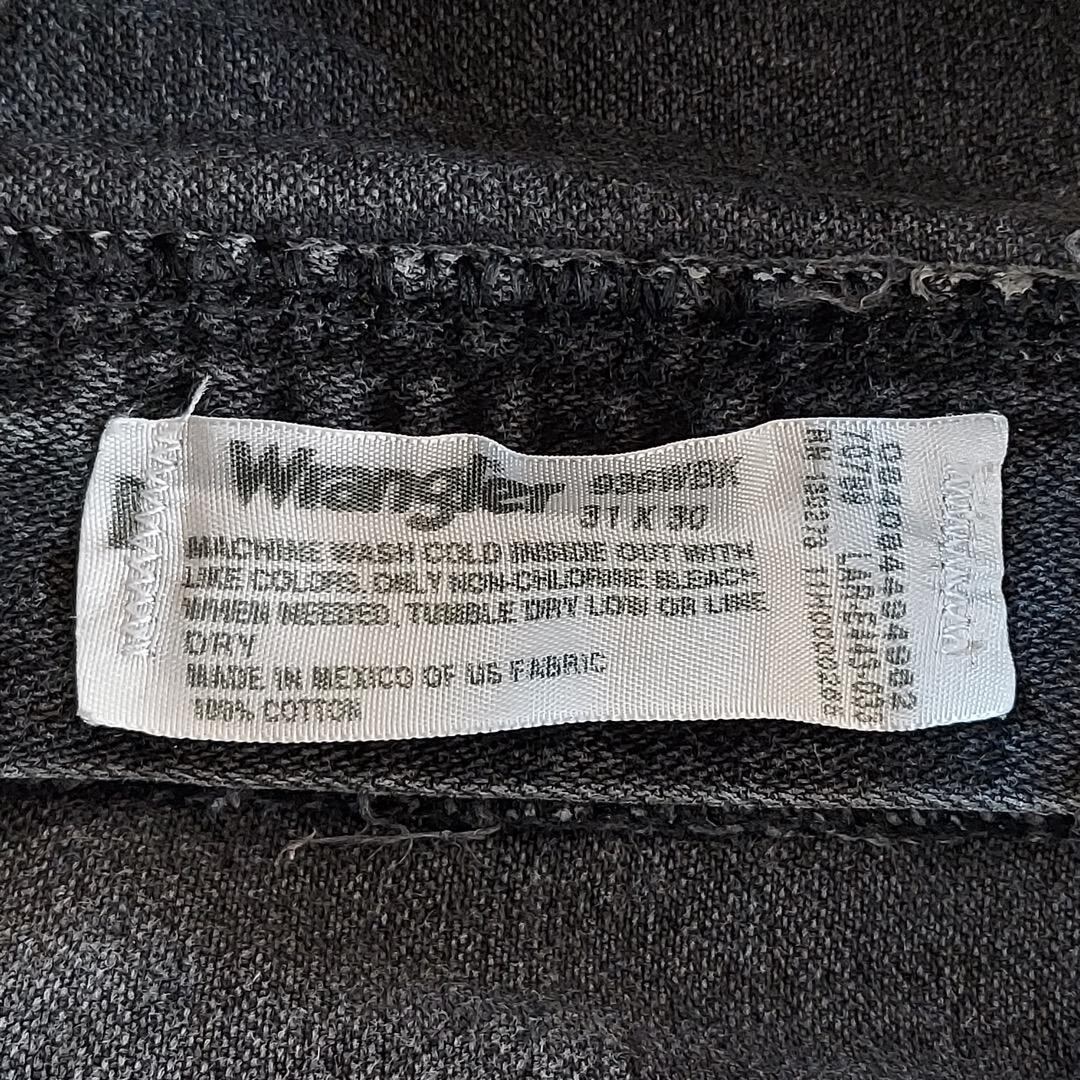 Wrangler 936WBK
31 X 30
MACHINE WASH COLD INSIDE OUT WITH
LIKE COLORS, ONLY NON-CHLORINE BLEACH
WHEN NEEDED, TUMBLE DRY LOW OR LINE
DRY
MADE IN MEXICO OF US FABRIC
100% COTTON
70709